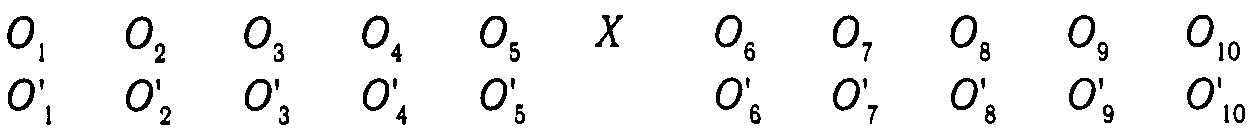 O₁ O₂ O₃ O₄ O₅ X O₆ O₇ O₈ O₉ O₁₀
O'₁ O'₂ O'₃ O'₄ O'₅ O'₆ O'₇ O'₈ O'₉ O'₁₀